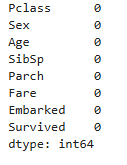 Pclass      0
Sex         0
Age         0
SibSp       0
Parch       0
Fare        0
Embarked    0
Survived    0
dtype: int64